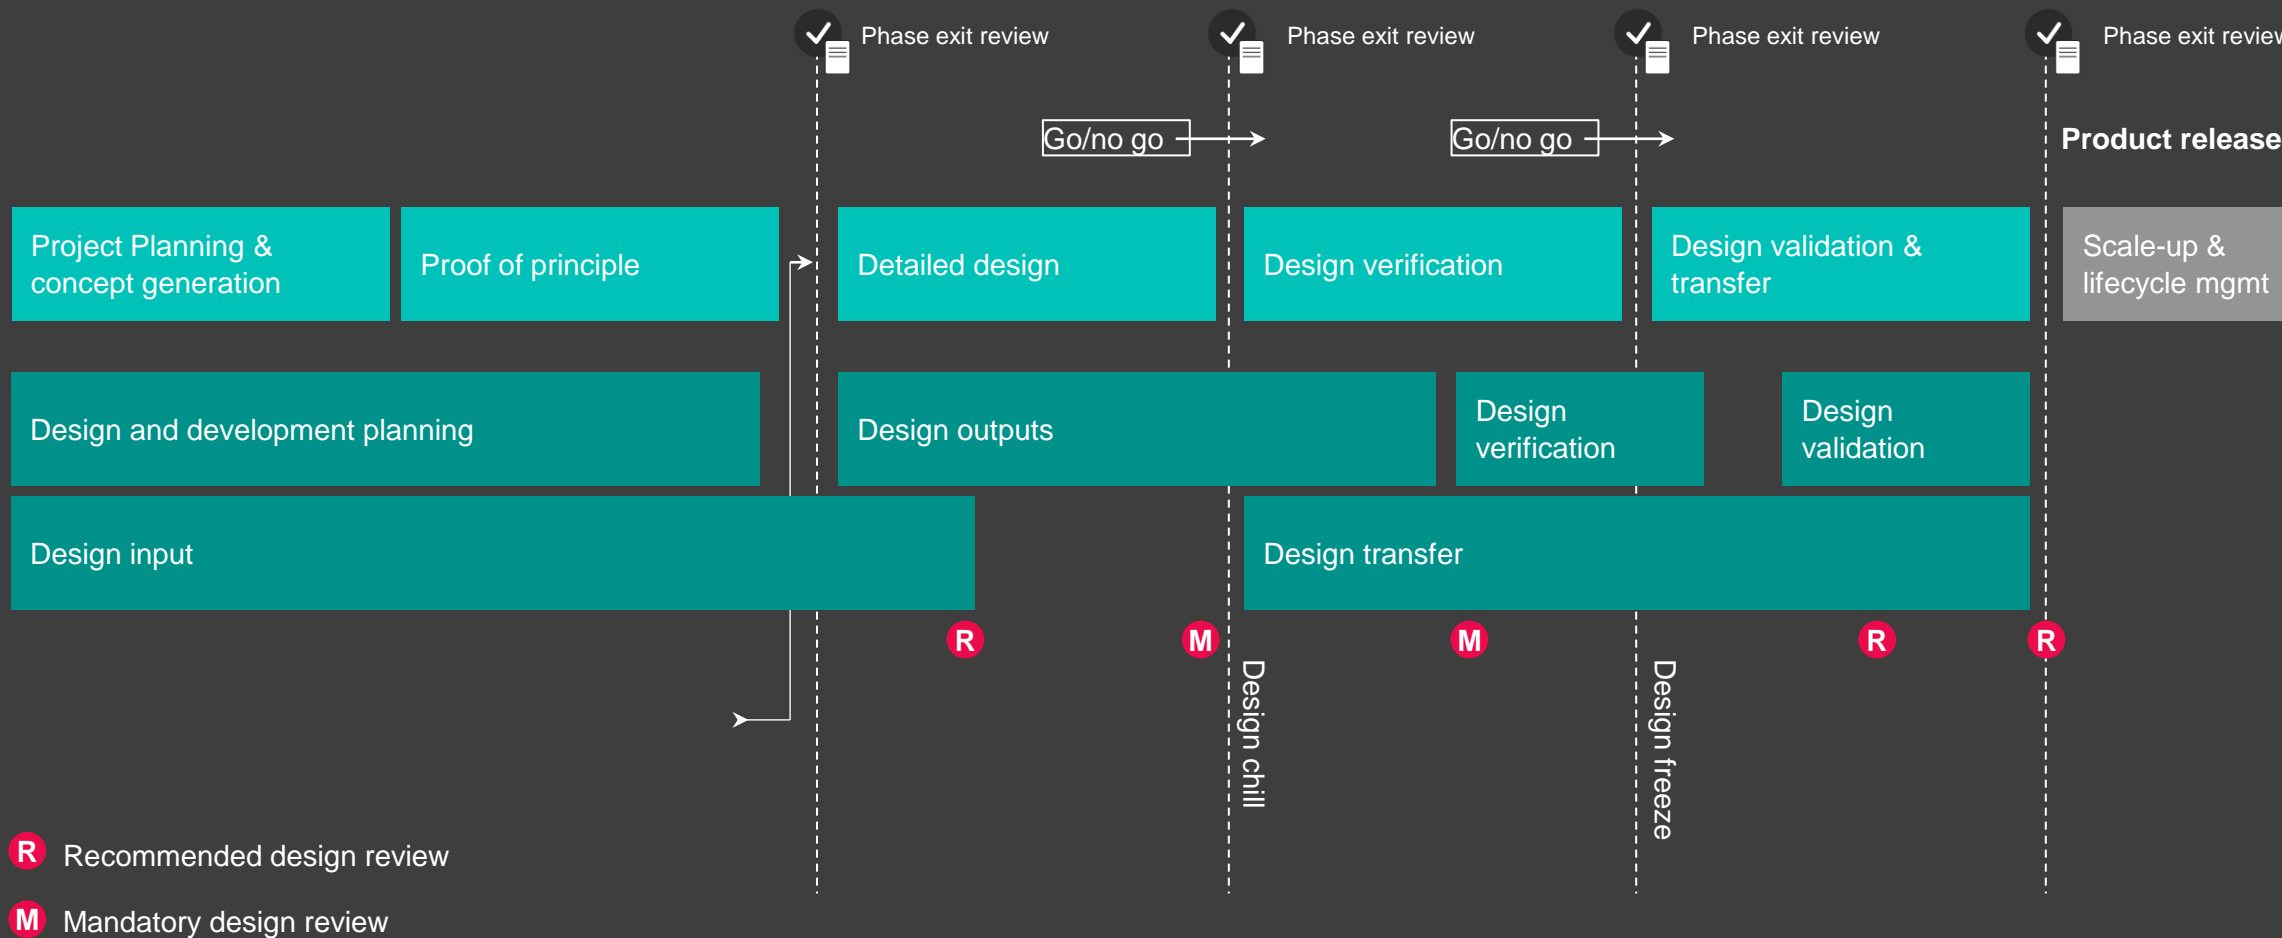 Phase exit review
Phase exit review
Phase exit review
Phase exit review
Go/no go
Go/no go
Product release
Project Planning &
concept generation
Proof of principle
Detailed design
Design verification
Design validation &
transfer
Scale-up &
lifecycle mgmt
Design and development planning
Design outputs
Design
verification
Design
validation
Design input
Design transfer
R
M
M
R
R
Design chill
Design freeze
R Recommended design review
M Mandatory design review